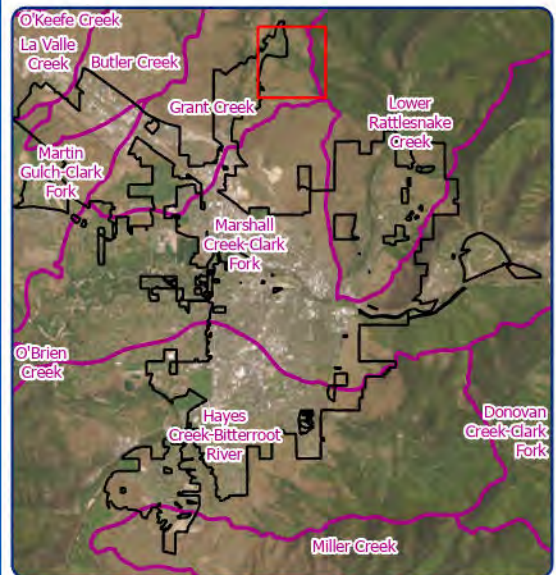 O'Keefe Creek
La Valle
Creek
Butler Creek
Grant Creek
Lower
Rattlesnake
Creek
Martin
Gulch-Clark
Fork
Marshall
Creek-Clark
Fork
O'Brien
Creek
Hayes
Creek-Bitterroot
River
Donovan
Creek-Clark
Fork
Miller Creek